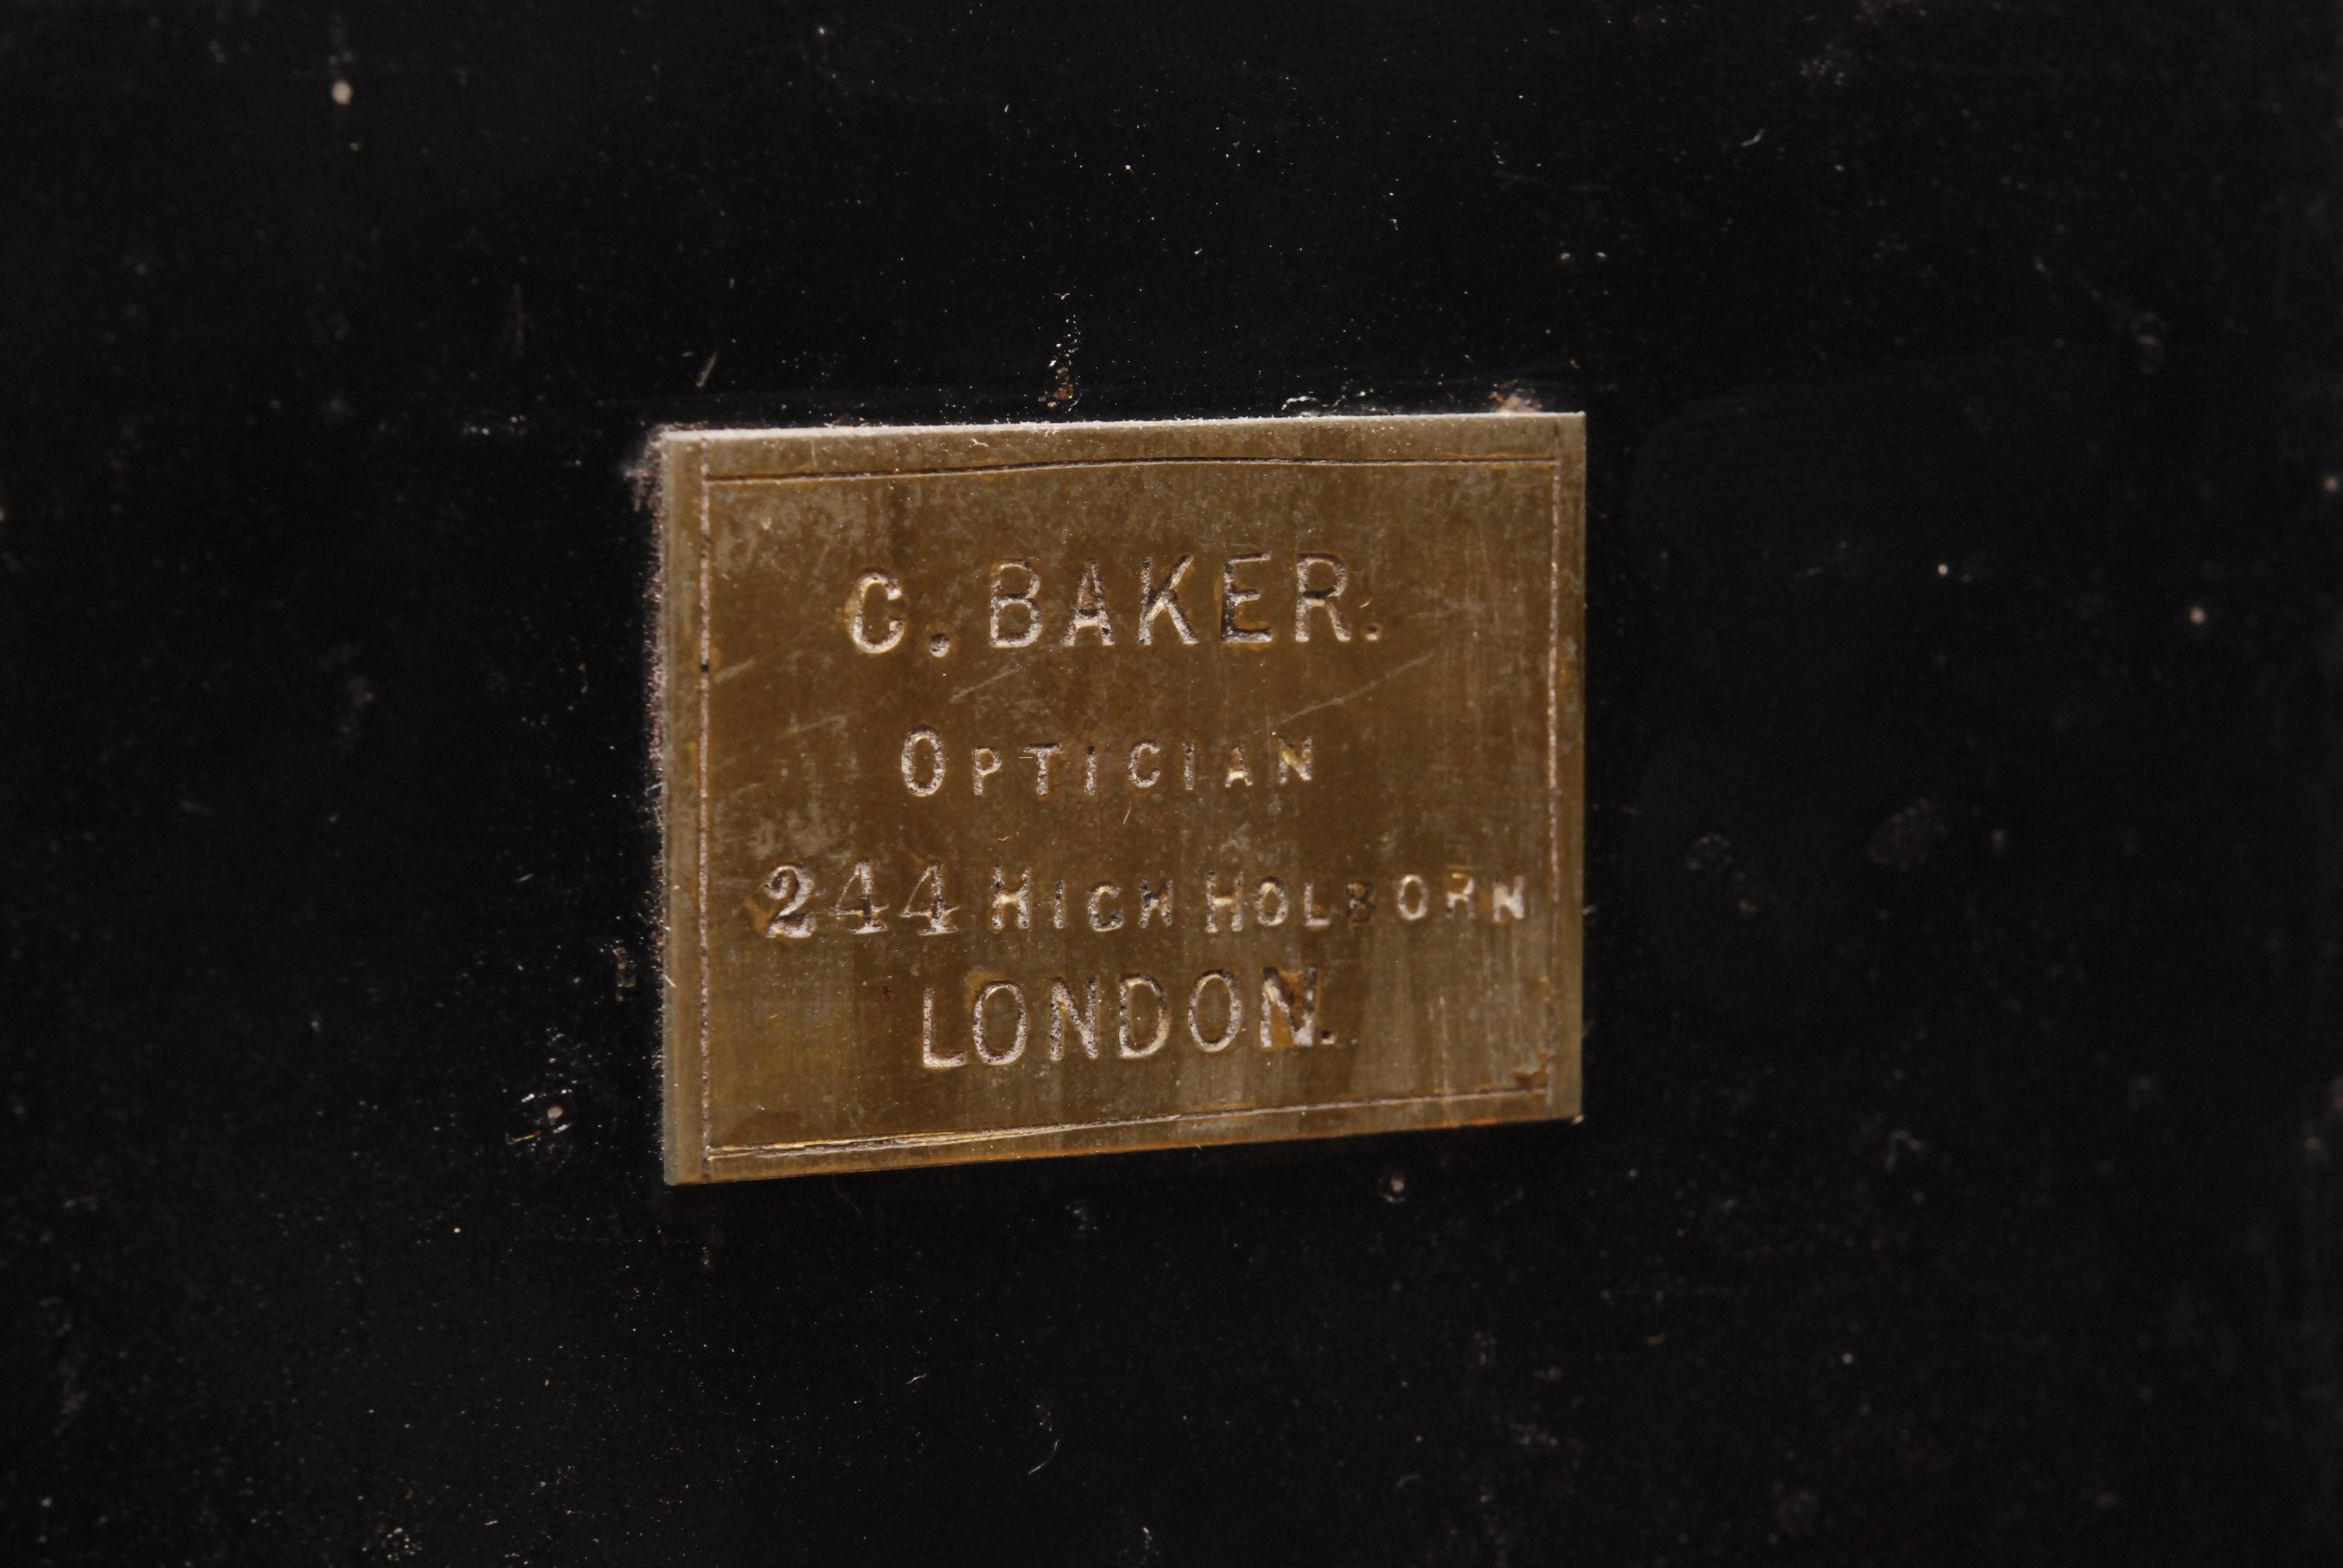 C. BAKER.
OPTICIAN
244 HIGH HOLBORN
LONDON.